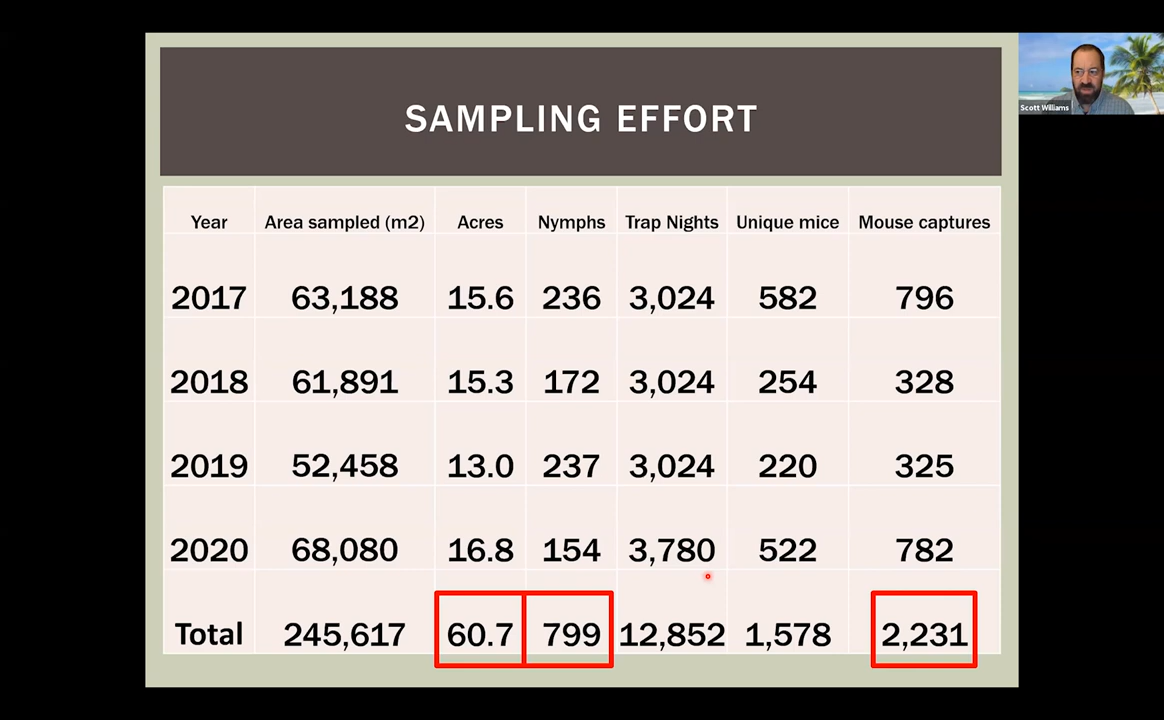 SAMPLING EFFORT
Scott Williams
Year Area sampled (m2) Acres Nymphs Trap Nights Unique mice Mouse captures
2017 63,188 15.6 236 3,024 582 796
2018 61,891 15.3 172 3,024 254 328
2019 52,458 13.0 237 3,024 220 325
2020 68,080 16.8 154 3,780 522 782
Total 245,617 60.7 799 12,852 1,578 2,231